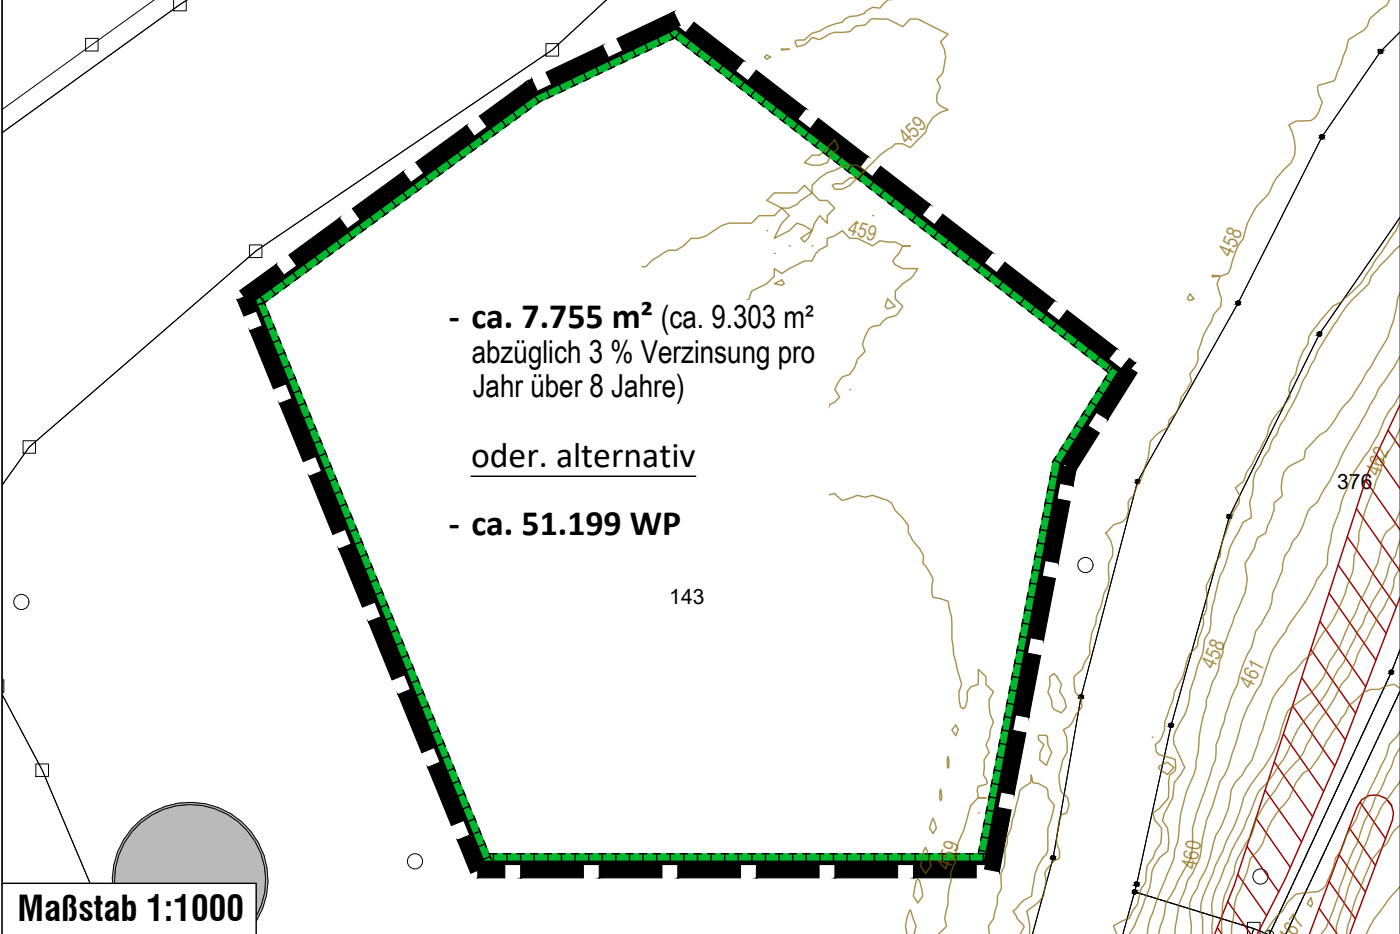 459
459
458
- ca. 7.755 m² (ca. 9.303 m²
abzüglich 3 % Verzinsung pro
Jahr über 8 Jahre)
oder. alternativ
376
- ca. 51.199 WP
143
458
461
459
460
Maßstab 1:1000